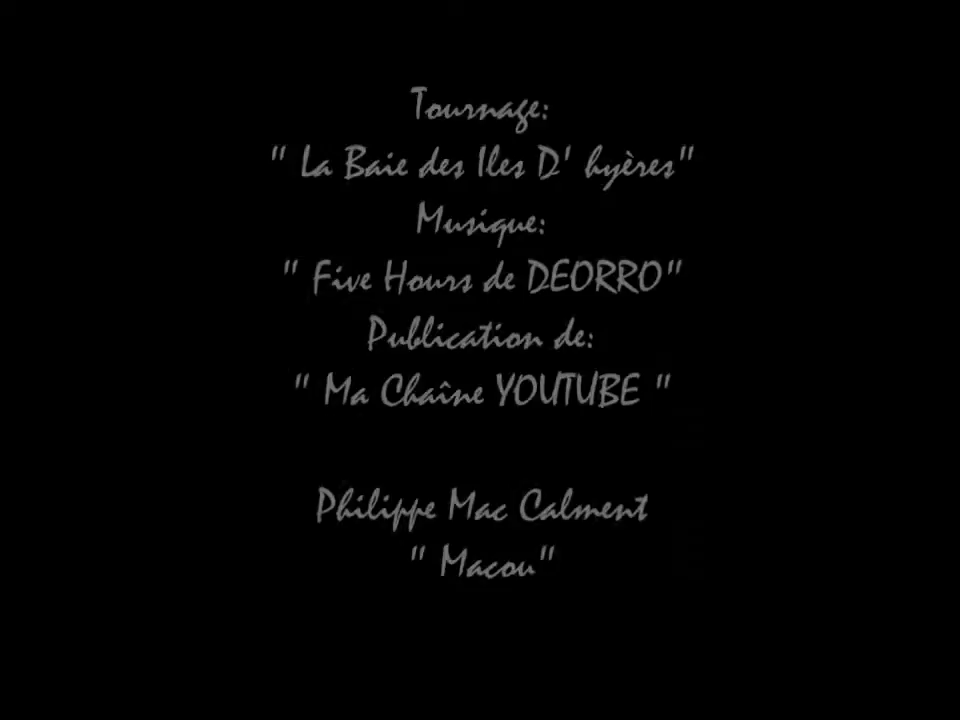 Tournage:
" La Baie des Iles D' hyères"
Musique:
" Five Hours de DEORRO"
Publication de:
" Ma Chaîne YOUTUBE "
Philippe Mac Calment
" Macou"